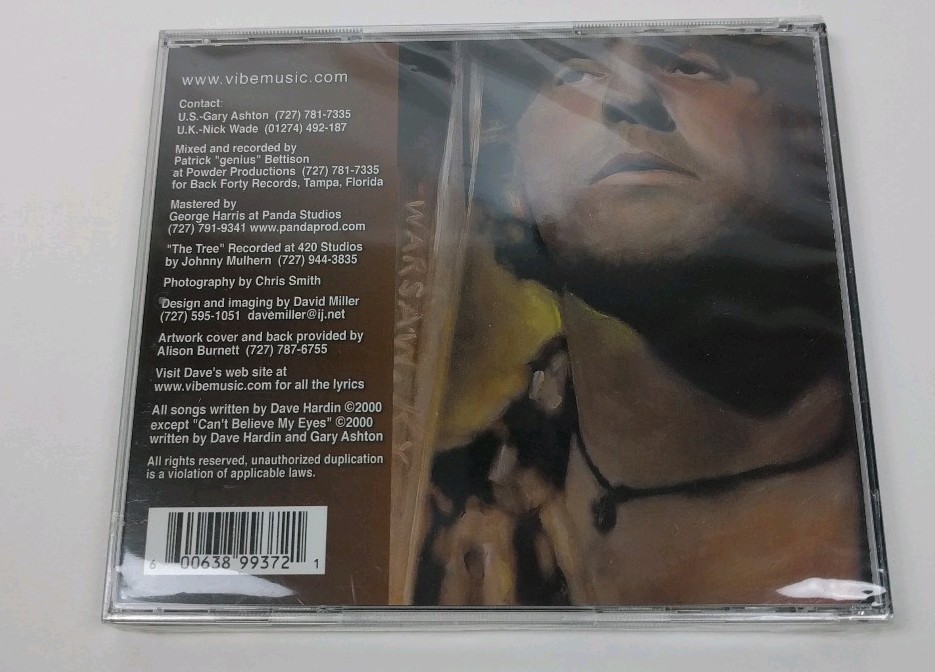 www.vibemusic.com
Contact:
U.S.-Gary Ashton (727) 781-7335
U.K.-Nick Wade (01274) 492-187
Mixed and recorded by
Patrick "genius" Bettison
at Powder Productions (727) 781-7335
for Back Forty Records, Tampa, Florida
Mastered by
George Harris at Panda Studios
(727) 791-9341 www.pandaprod.com
"The Tree" Recorded at 420 Studios
by Johnny Mulhern (727) 944-3835
Photography by Chris Smith
Design and imaging by David Miller
(727) 595-1051 davemiller@ij.net
Artwork cover and back provided by
Alison Burnett (727) 787-6755
Visit Dave's web site at
www.vibemusic.com for all the lyrics
All songs written by Dave Hardin ©2000
except "Can't Believe My Eyes" ©2000
written by Dave Hardin and Gary Ashton
All rights reserved, unauthorized duplication
is a violation of applicable laws.
6 00638 99372 1